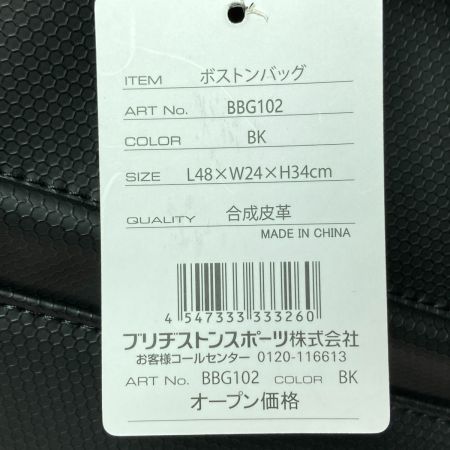 ITEM ボストンバッグ
ART No. BBG102
COLOR BK
SIZE L48×W24×H34cm
QUALITY 合成皮革
MADE IN CHINA
4 547333 333260
ブリヂストンスポーツ株式会社
お客様コールセンター 0120-116613
ART No. BBG102 COLOR BK
オープン価格